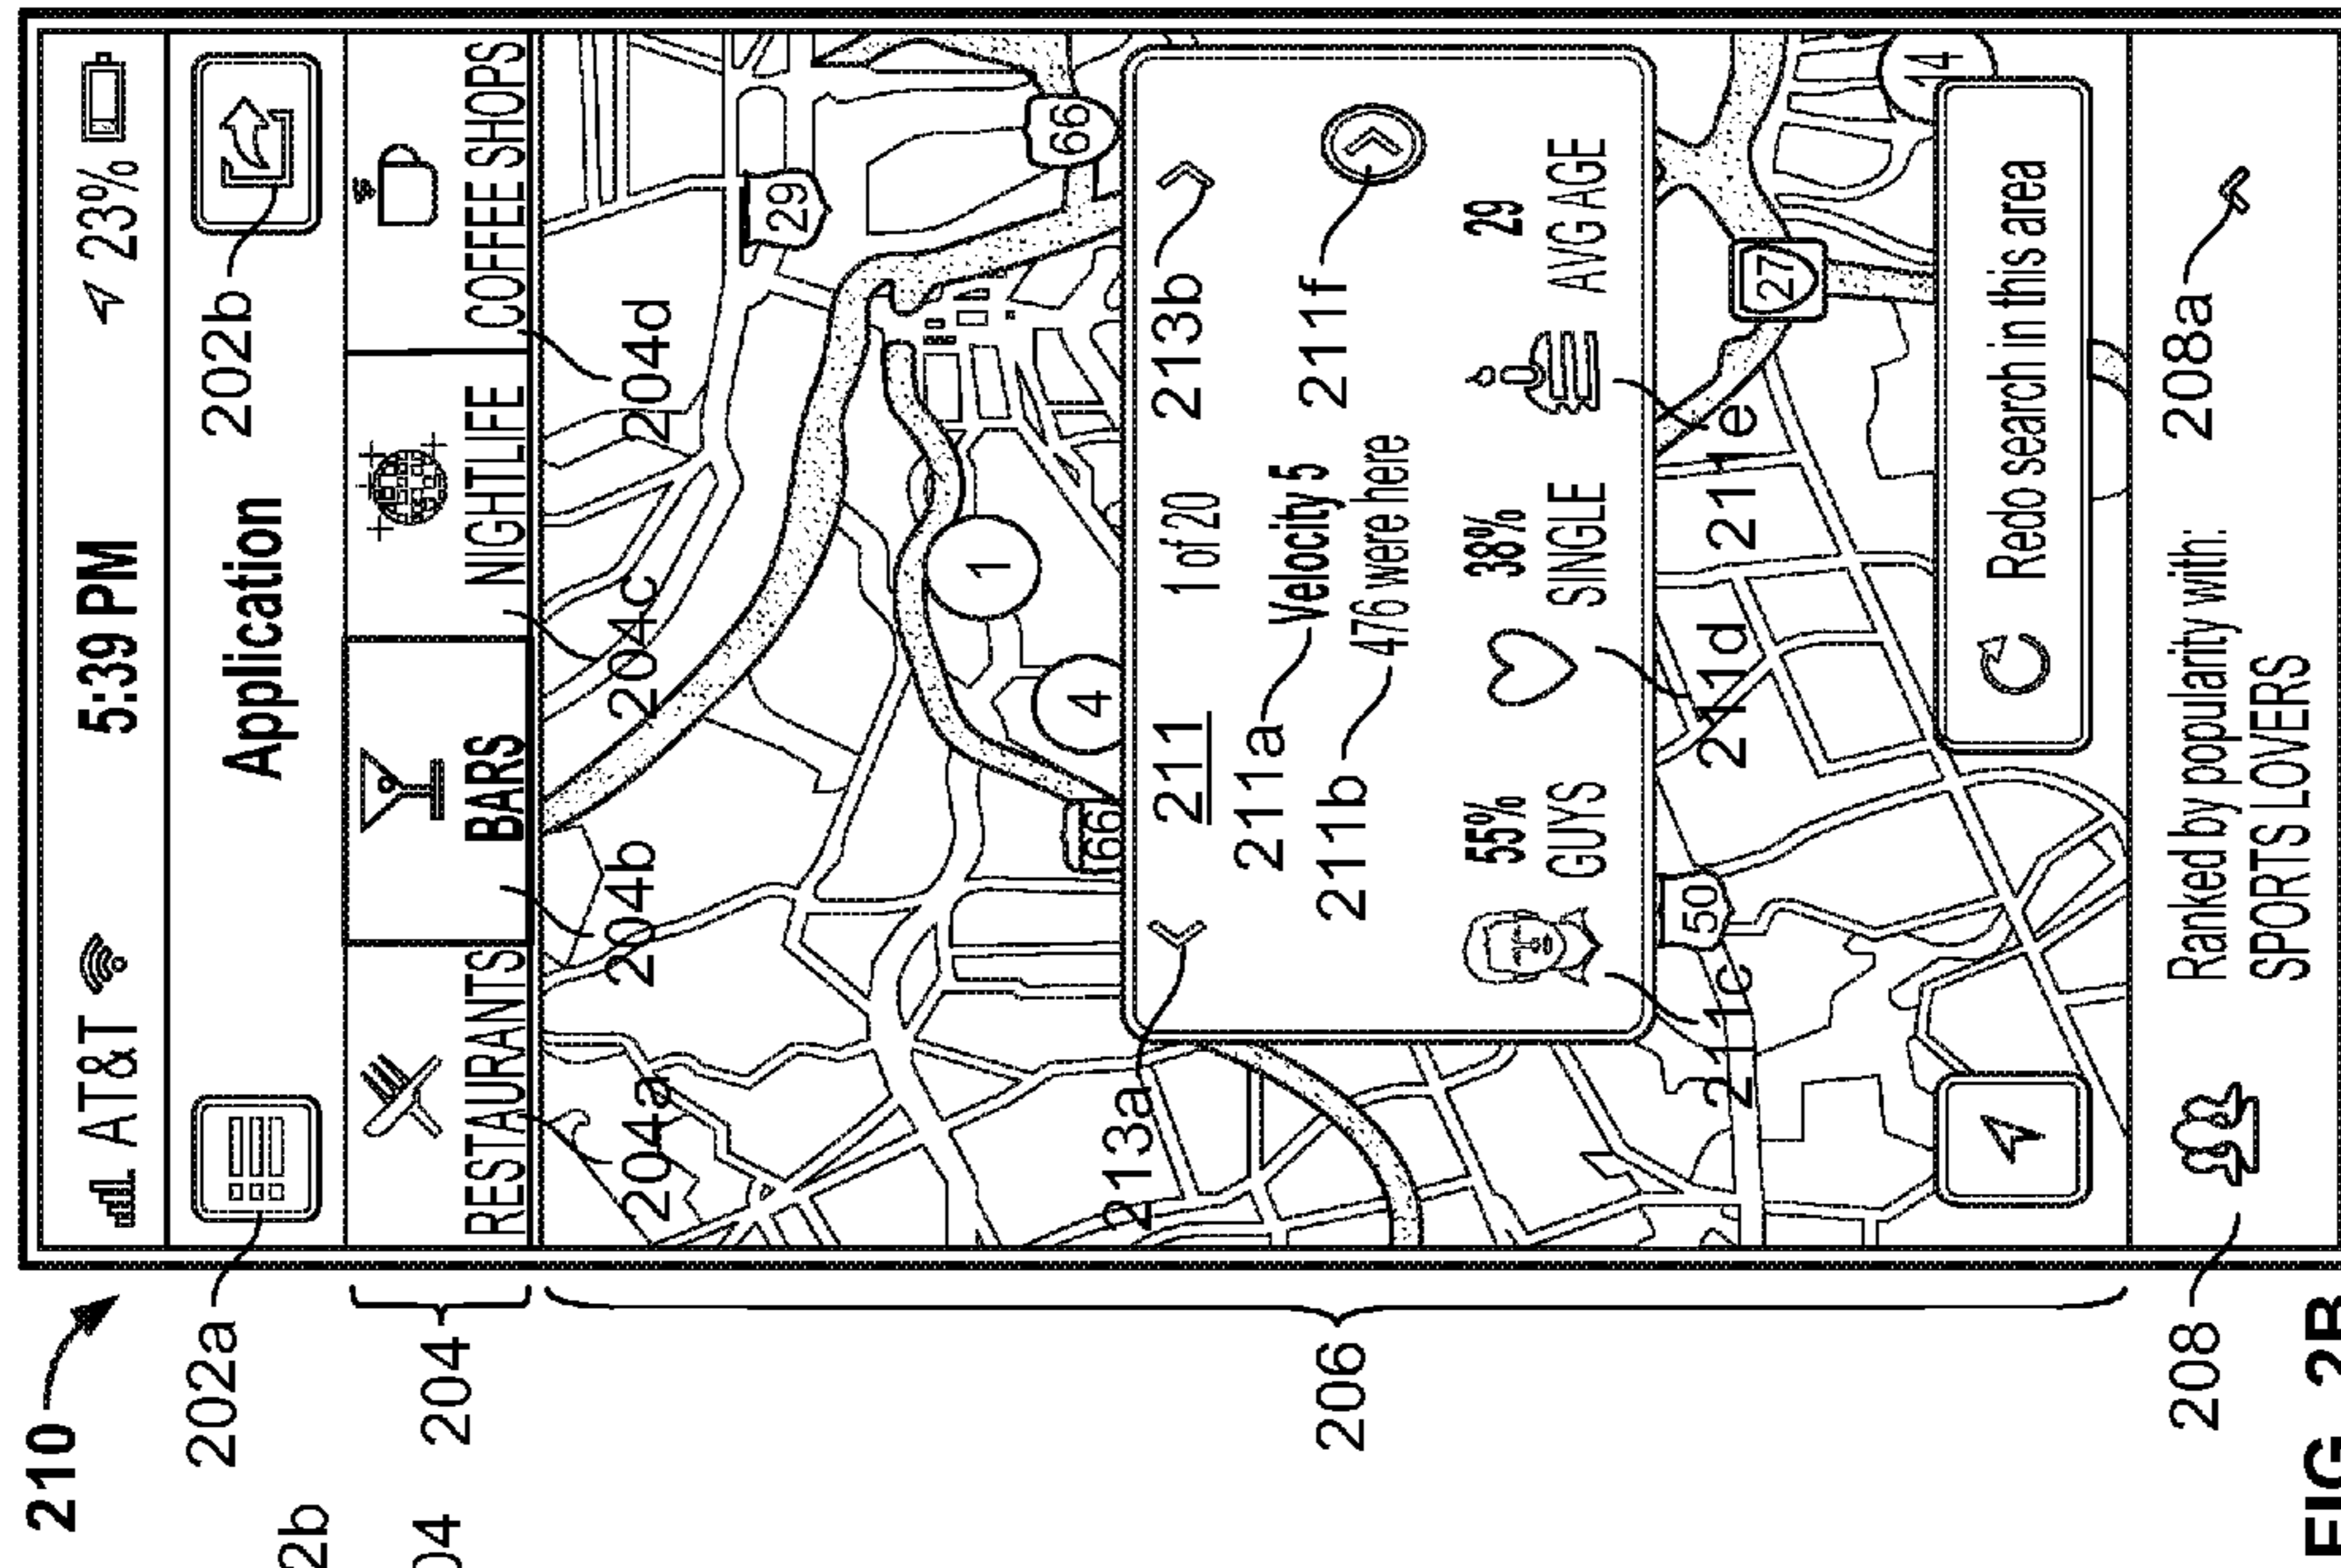 210
AT&T 5:39 PM 23%
202a Application 202b
2b
204
04
RESTAURANTS BARS NIGHTLIFE COFFEE SHOPS
204a 204b 204c 204d
29
66
1
4
66
206
213a 211 1 of 20 213b
211a Velocity 5
211b 476 were here 211f
55% 38% 29
GUYS SINGLE AVG AGE
211c 211d 211e
50
27
14
Redo search in this area
208 Ranked by popularity with: 208a
SPORTS LOVERS
FIG. 2B